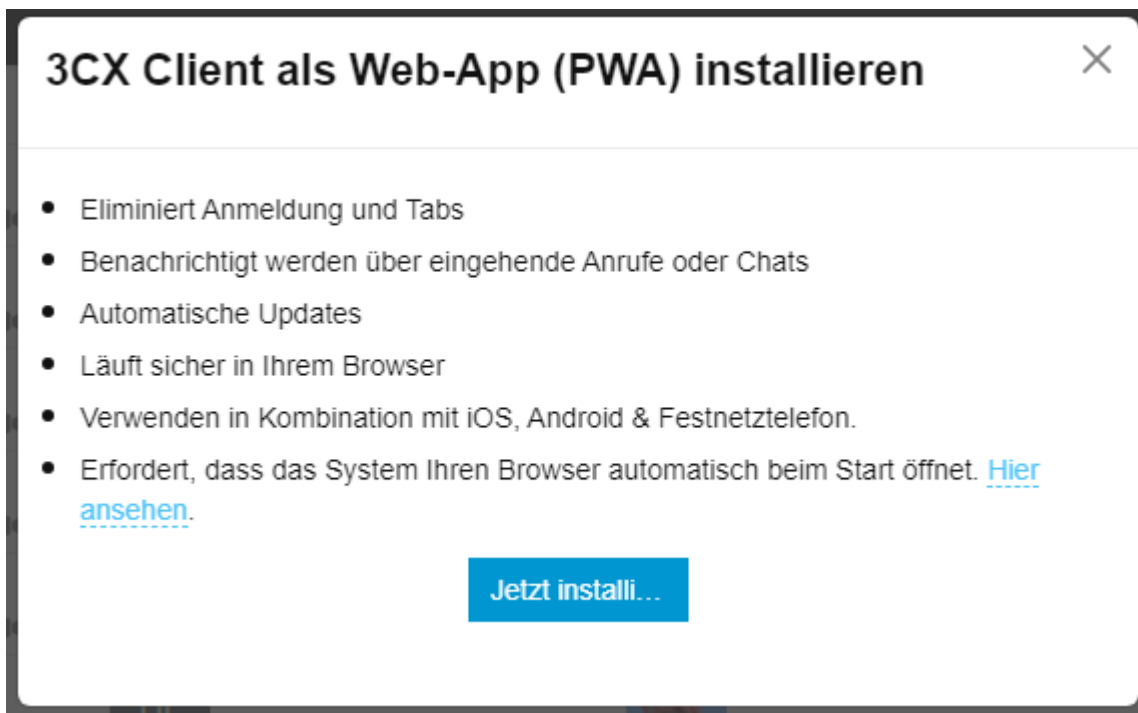 3CX Client als Web-App (PWA) installieren
Eliminiert Anmeldung und Tabs
Benachrichtigt werden über eingehende Anrufe oder Chats
Automatische Updates
Läuft sicher in Ihrem Browser
Verwenden in Kombination mit iOS, Android & Festnetztelefon.
Erfordert, dass das System Ihren Browser automatisch beim Start öffnet. Hier
ansehen.
Jetzt installi...